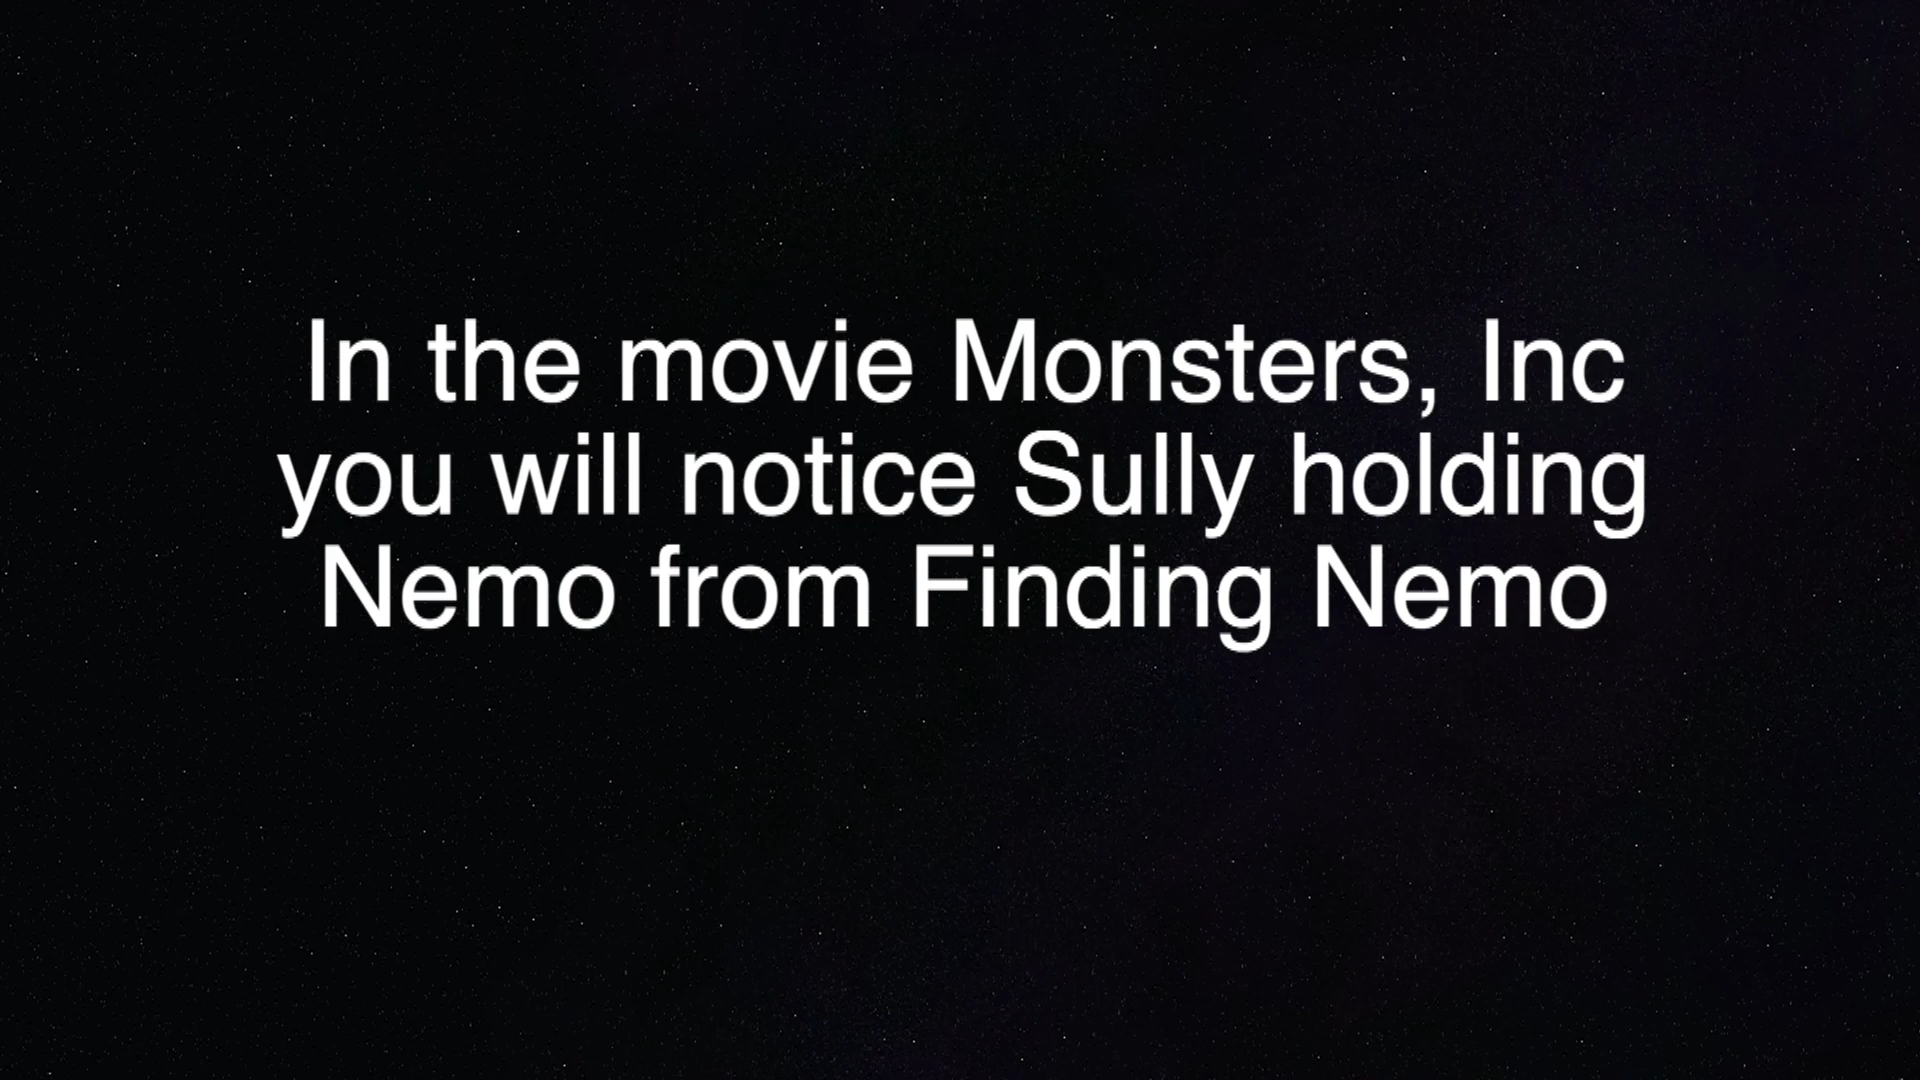 In the movie Monsters, Inc
you will notice Sully holding
Nemo from Finding Nemo